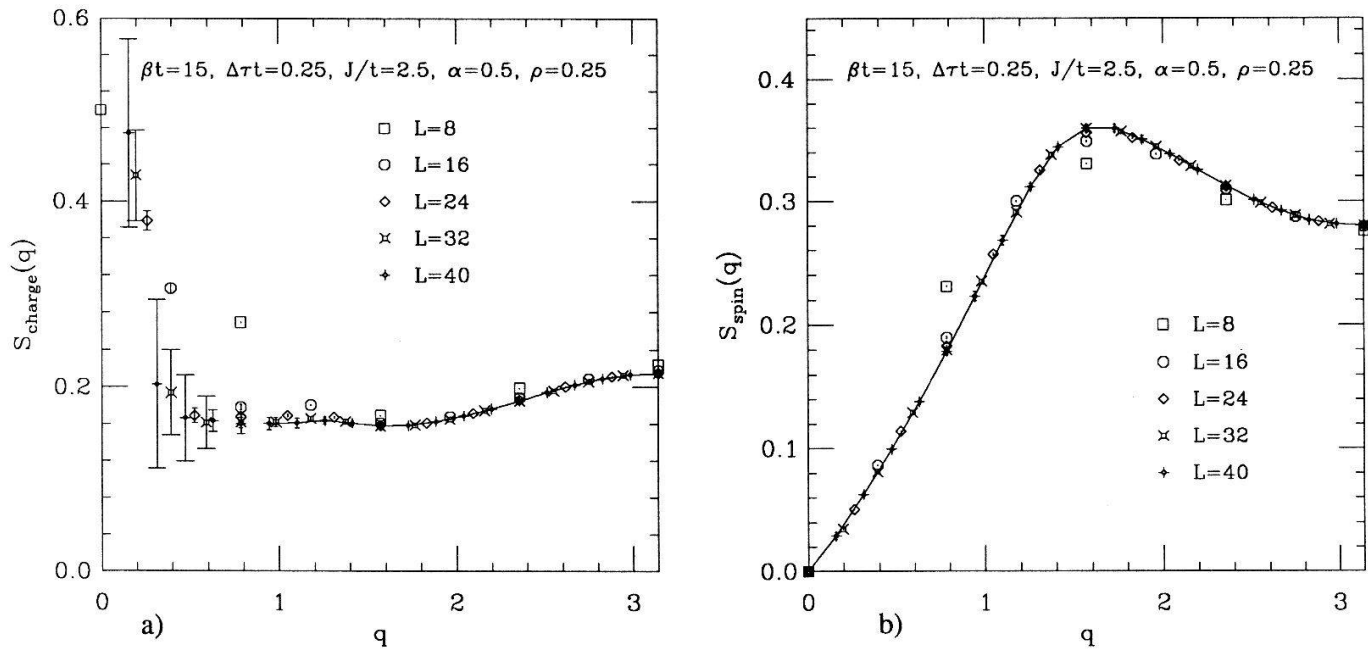 0.6
0.4
0.2
0.0
S_charge(q)
βt=15, Δτt=0.25, J/t=2.5, α=0.5, ρ=0.25
L=8
L=16
L=24
L=32
L=40
0
1
2
3
a)
q
0.4
0.3
0.2
0.1
0.0
S_spin(q)
βt=15, Δτt=0.25, J/t=2.5, α=0.5, ρ=0.25
L=8
L=16
L=24
L=32
L=40
0
1
2
3
b)
q